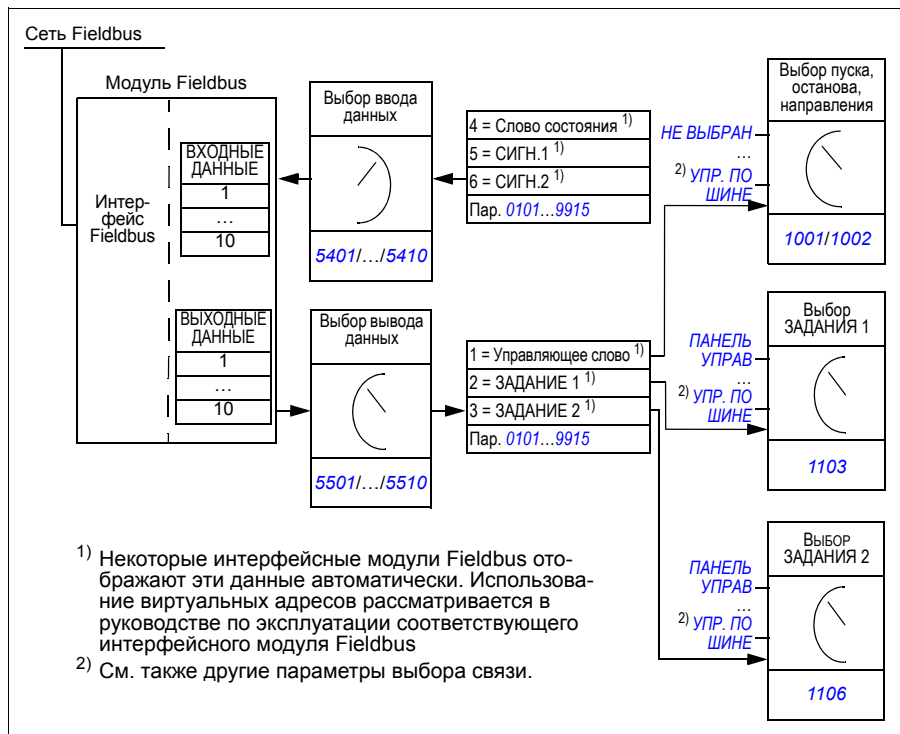 Сеть Fieldbus
Модуль Fieldbus
Интер-
фейс
Fieldbus
ВХОДНЫЕ
ДАННЫЕ
1
…
10
ВЫХОДНЫЕ
ДАННЫЕ
1
…
10
Выбор ввода
данных
5401/…/5410
Выбор вывода
данных
5501/…/5510
4 = Слово состояния 1)
5 = СИГН.1 1)
6 = СИГН.2 1)
Пар. 0101…9915
1 = Управляющее слово 1)
2 = ЗАДАНИЕ 1 1)
3 = ЗАДАНИЕ 2 1)
Пар. 0101…9915
Выбор пуска,
останова,
направления
НЕ ВЫБРАН
…
2) УПР. ПО
ШИНЕ
1001/1002
Выбор
ЗАДАНИЯ 1
ПАНЕЛЬ
УПРАВ
…
2) УПР. ПО
ШИНЕ
1103
Выбор
ЗАДАНИЯ 2
ПАНЕЛЬ
УПРАВ
…
2) УПР. ПО
ШИНЕ
1106
1) Некоторые интерфейсные модули Fieldbus ото-
бражают эти данные автоматически. Использова-
ние виртуальных адресов рассматривается в
руководстве по эксплуатации соответствующего
интерфейсного модуля Fieldbus
2) См. также другие параметры выбора связи.